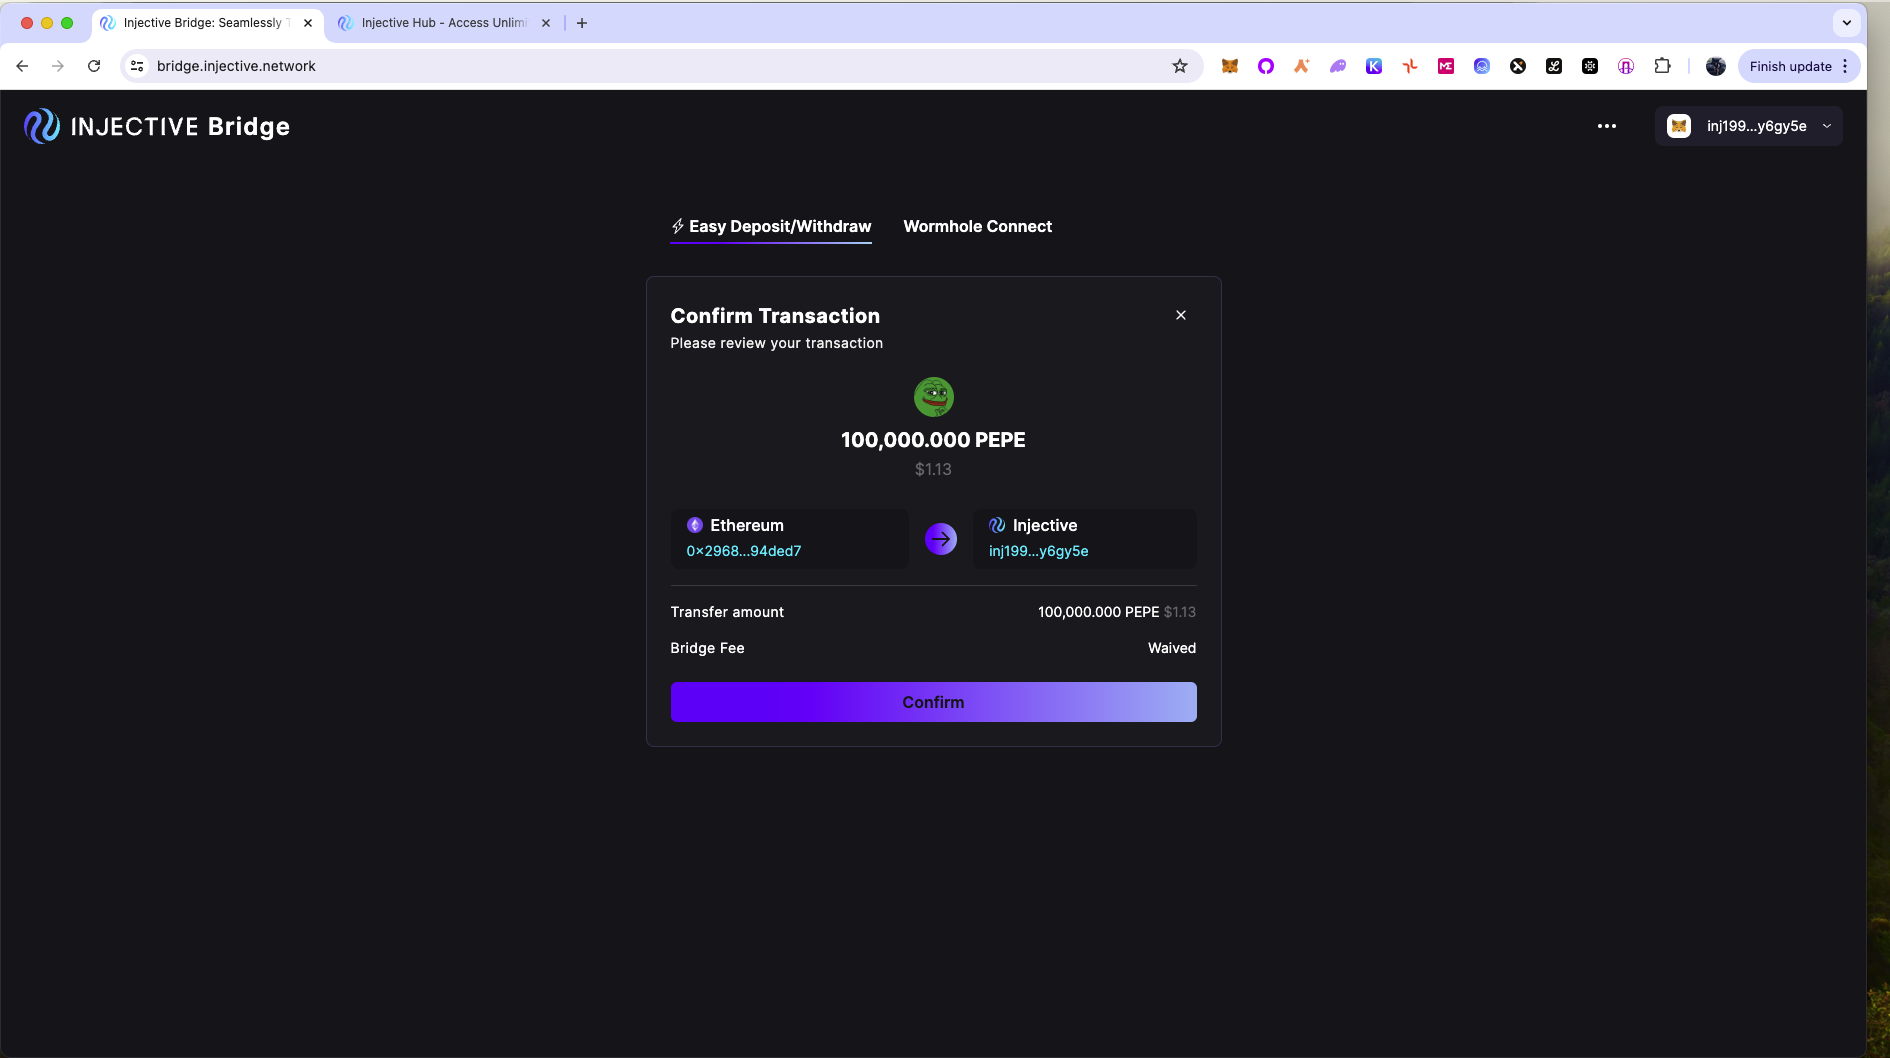 Injective Bridge: Seamlessly T
Injective Hub - Access Unlimi
bridge.injective.network
Finish update
INJECTIVE Bridge
inj199...y6gy5e
Easy Deposit/Withdraw
Wormhole Connect
Confirm Transaction
Please review your transaction
100,000.000 PEPE
$1.13
Ethereum
0x2968...94ded7
Injective
inj199...y6gy5e
Transfer amount
100,000.000 PEPE $1.13
Bridge Fee
Waived
Confirm